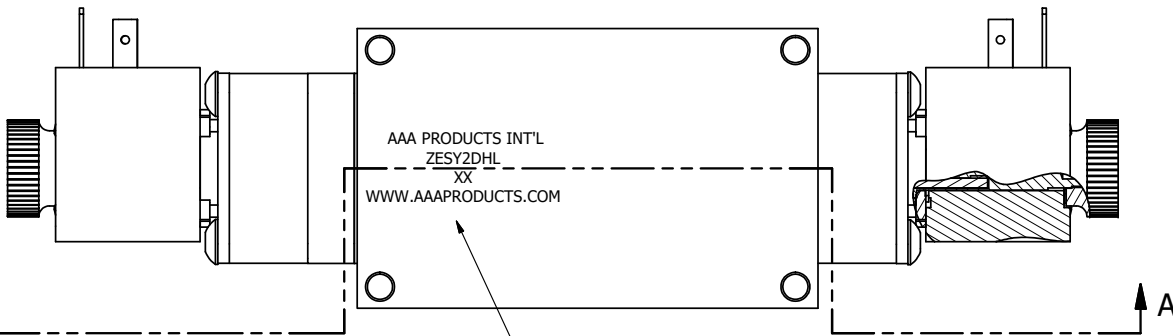 AAA PRODUCTS INT'L
ZESY2DHL
XX
WWW.AAAPRODUCTS.COM
A